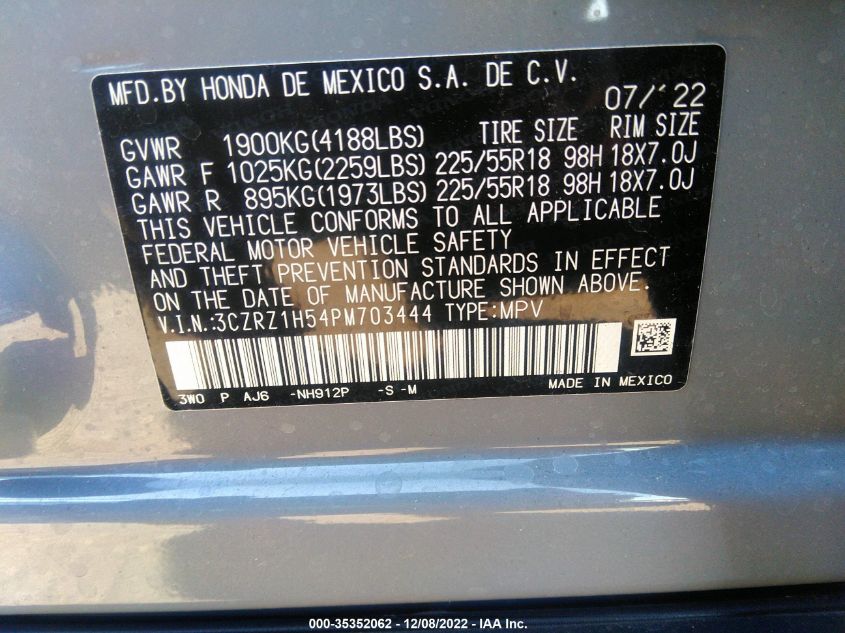 MFD.BY HONDA DE MEXICO S.A. DE C.V.
07/'22
GVWR 1900KG(4188LBS) TIRE SIZE RIM SIZE
GAWR F 1025KG(2259LBS) 225/55R18 98H 18X7.0J
GAWR R 895KG(1973LBS) 225/55R18 98H 18X7.0J
THIS VEHICLE CONFORMS TO ALL APPLICABLE
FEDERAL MOTOR VEHICLE SAFETY
AND THEFT PREVENTION STANDARDS IN EFFECT
ON THE DATE OF MANUFACTURE SHOWN ABOVE.
V.I.N.:3CZRZ1H54PM703444 TYPE:MPV
3W0 P AJ6 -NH912P -S -M MADE IN MEXICO
000-35352062 - 12/08/2022 - IAA Inc.